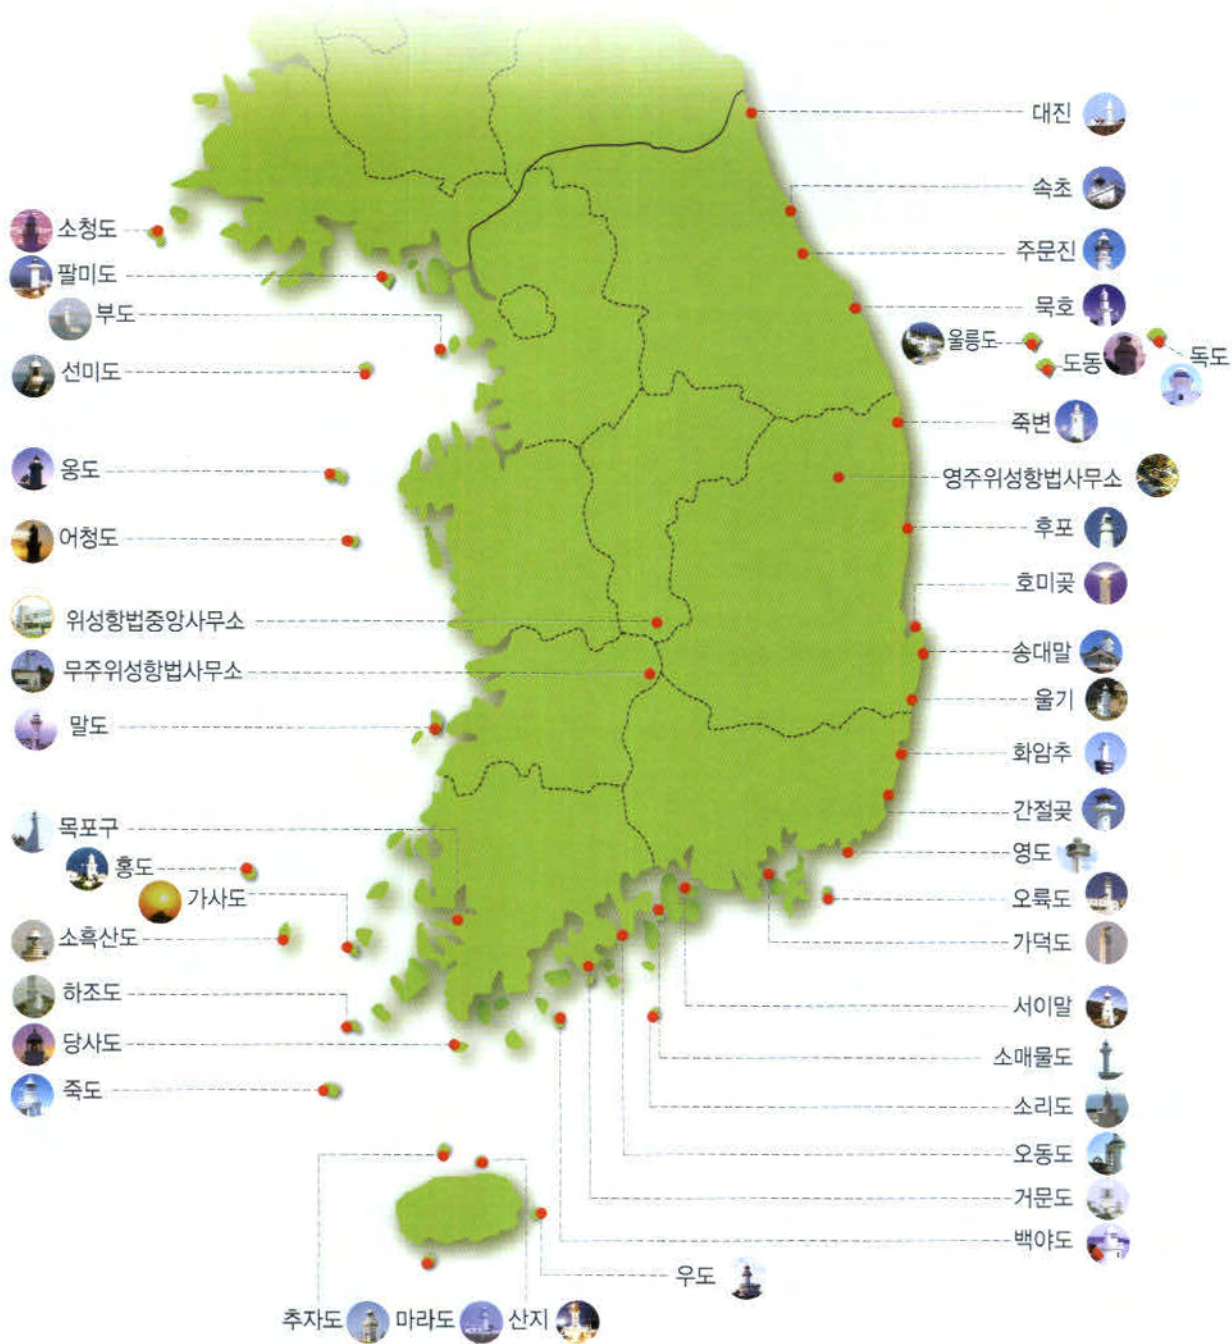 대진
속초
주문진
묵호
울릉도
도동
독도
죽변
영주위성항법사무소
후포
호미곶
송대말
울기
화암추
간절곶
영도
오륙도
가덕도
서이말
소매물도
소리도
오동도
거문도
백야도
우도
소청도
팔미도
부도
선미도
옹도
어청도
위성항법중앙사무소
무주위성항법사무소
말도
목포구
홍도
가사도
소흑산도
하조도
당사도
죽도
추자도
마라도
산지